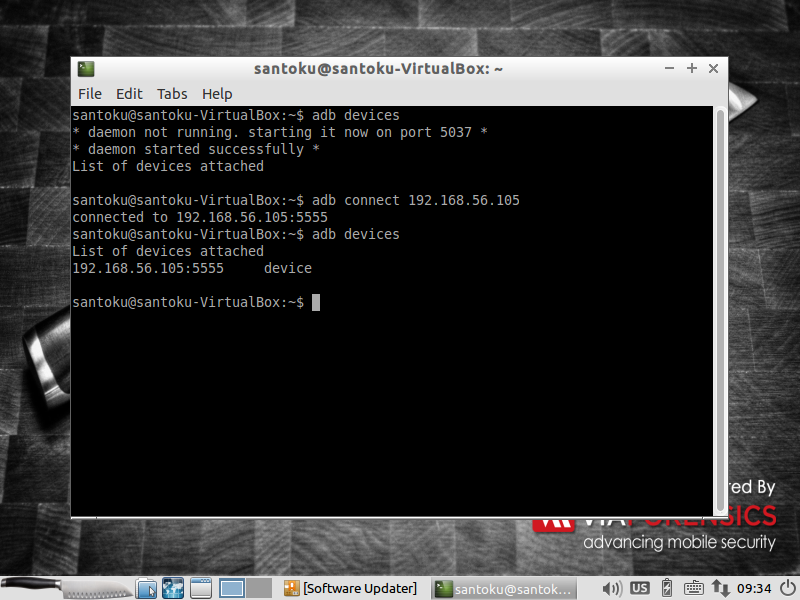 santoku@santoku-VirtualBox: ~
File Edit Tabs Help
santoku@santoku-VirtualBox:~$ adb devices
* daemon not running. starting it now on port 5037 *
* daemon started successfully *
List of devices attached
santoku@santoku-VirtualBox:~$ adb connect 192.168.56.105
connected to 192.168.56.105:5555
santoku@santoku-VirtualBox:~$ adb devices
List of devices attached
192.168.56.105:5555 device
santoku@santoku-VirtualBox:~$
ed By
VIAFORENSICS
advancing mobile security
[Software Updater] santoku@santok... US 09:34